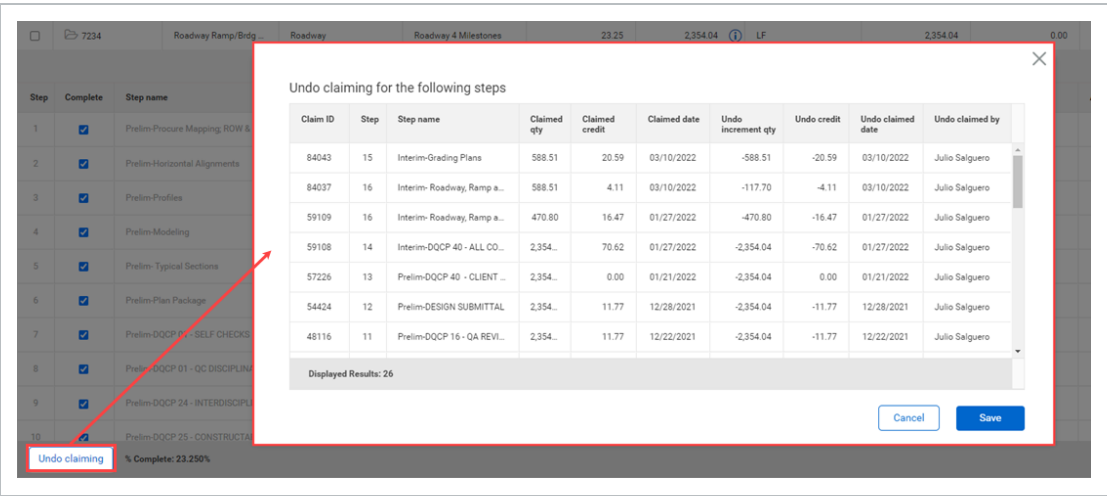 7234 Roadway Ramp/Brdg ... Roadway Roadway 4 Milestones 23.25 2,354.04 LF 2,354.04 0.00
Undo claiming for the following steps
Step Complete Step name
Claim ID Step Step name Claimed qty Claimed credit Claimed date Undo increment qty Undo credit Undo claimed date Undo claimed by
1 Prelim-Procure Mapping; ROW &
84043 15 Interim-Grading Plans 588.51 20.59 03/10/2022 -588.51 -20.59 03/10/2022 Julio Salguero
2 Prelim-Horizontal Alignments
84037 16 Interim- Roadway, Ramp a... 588.51 4.11 03/10/2022 -117.70 -4.11 03/10/2022 Julio Salguero
3 Prelim-Profiles
59109 16 Interim- Roadway, Ramp a... 470.80 16.47 01/27/2022 -470.80 -16.47 01/27/2022 Julio Salguero
4 Prelim-Modeling
59108 14 Interim-DQCP 40 - ALL CO... 2,354... 70.62 01/27/2022 -2,354.04 -70.62 01/27/2022 Julio Salguero
5 Prelim- Typical Sections
57226 13 Prelim-DQCP 40 - CLIENT ... 2,354... 0.00 01/21/2022 -2,354.04 0.00 01/21/2022 Julio Salguero
6 Prelim-Plan Package
54424 12 Prelim-DESIGN SUBMITTAL 2,354... 11.77 12/28/2021 -2,354.04 -11.77 12/28/2021 Julio Salguero
7 Prelim-DQCP 01 - SELF CHECKS
48116 11 Prelim-DQCP 16 - QA REVI... 2,354... 11.77 12/22/2021 -2,354.04 -11.77 12/22/2021 Julio Salguero
8 Prelim-DQCP 01 - QC DISCIPLINA
Displayed Results: 26
9 Prelim-DQCP 24 - INTERDISCIPL
Cancel Save
10 Prelim-DQCP 25 - CONSTRUCTA
Undo claiming % Complete: 23.250%